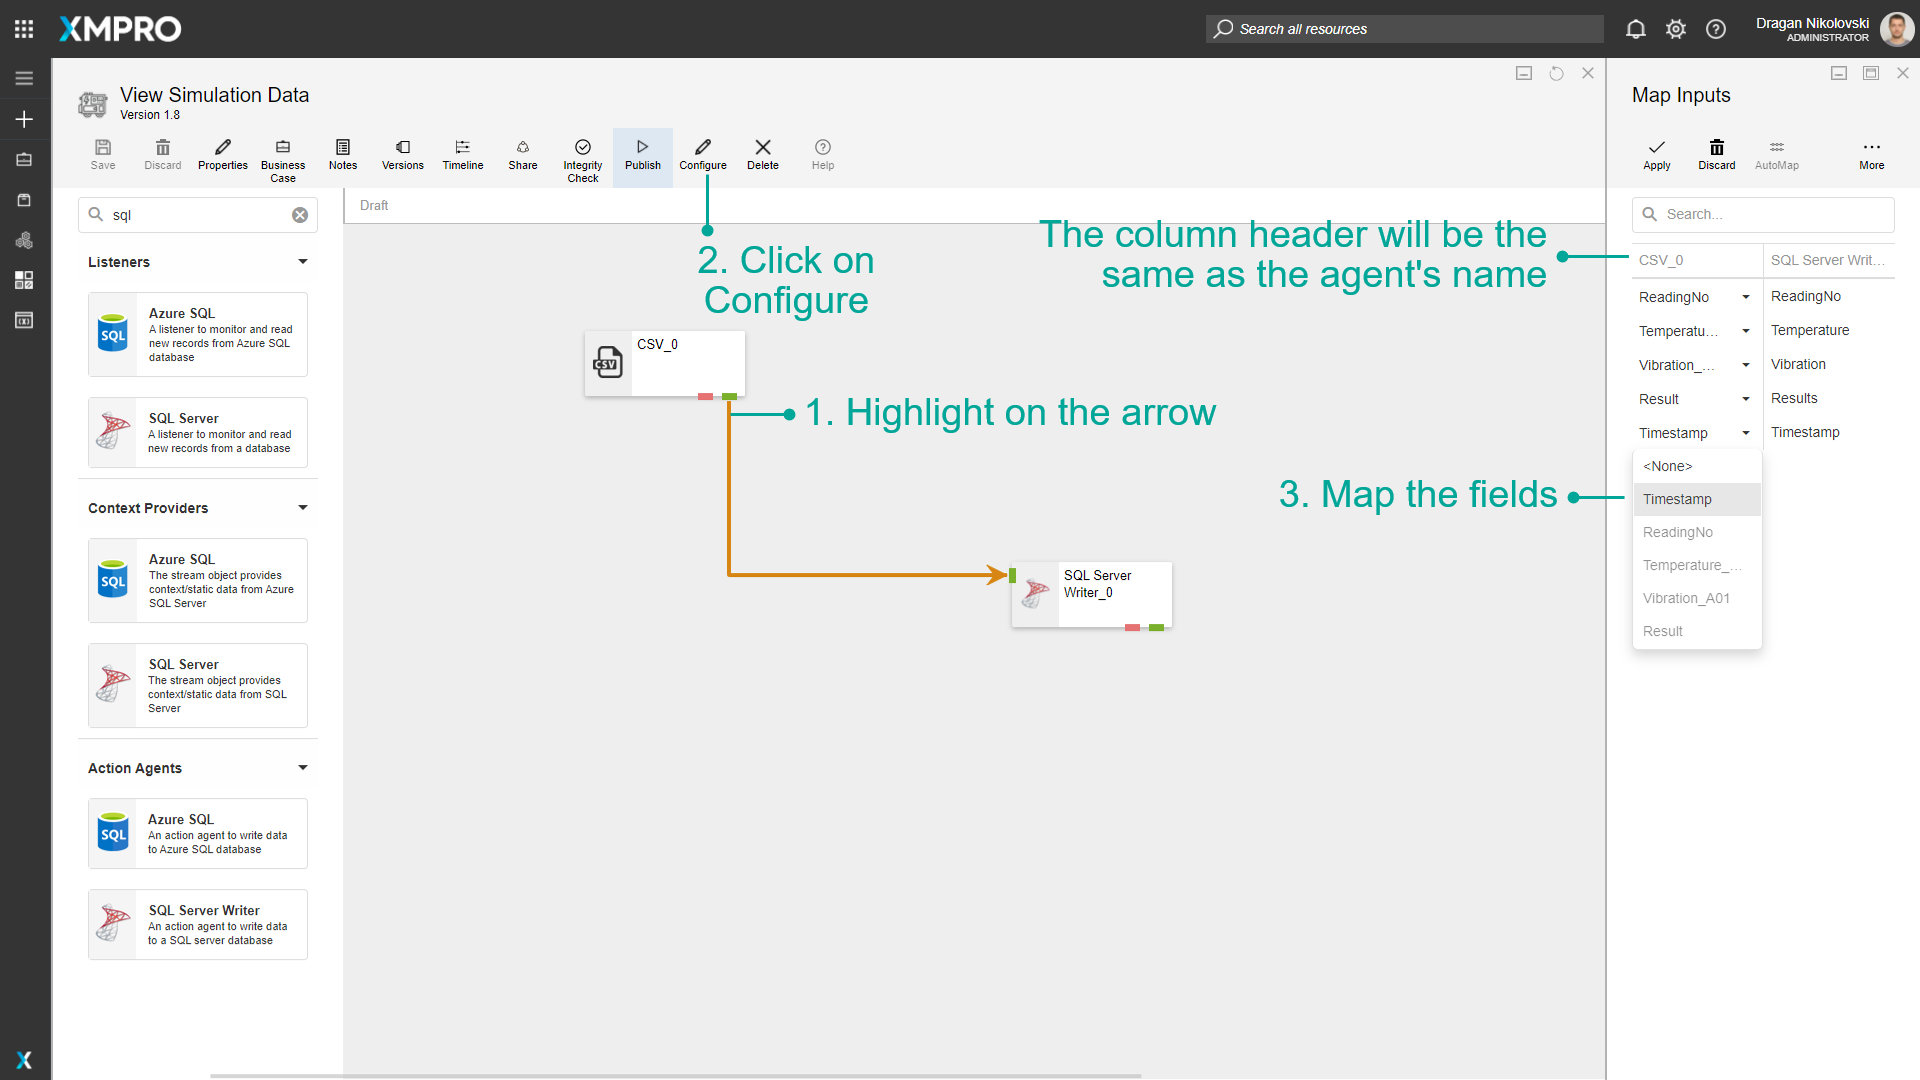 XMPRO
Search all resources
Dragan Nikolovski
ADMINISTRATOR
View Simulation Data
Version 1.8
Save
Discard
Properties
Business
Case
Notes
Versions
Timeline
Share
Integrity
Check
Publish
Configure
Delete
Help
sql
Listeners
SQL
Azure SQL
A listener to monitor and read
new records from Azure SQL
database
SQL Server
A listener to monitor and read
new records from a database
Context Providers
SQL
Azure SQL
The stream object provides
context/static data from Azure
SQL Server
SQL Server
The stream object provides
context/static data from SQL
Server
Action Agents
SQL
Azure SQL
An action agent to write data
to Azure SQL database
SQL Server Writer
An action agent to write data
to a SQL server database
Draft
2. Click on
Configure
The column header will be the
same as the agent's name
CSV
CSV_0
1. Highlight on the arrow
3. Map the fields
SQL Server
Writer_0
Map Inputs
Apply
Discard
AutoMap
More
Search...
CSV_0
SQL Server Writ...
ReadingNo
ReadingNo
Temperatu...
Temperature
Vibration_...
Vibration
Result
Results
Timestamp
Timestamp
<None>
Timestamp
ReadingNo
Temperature_...
Vibration_A01
Result